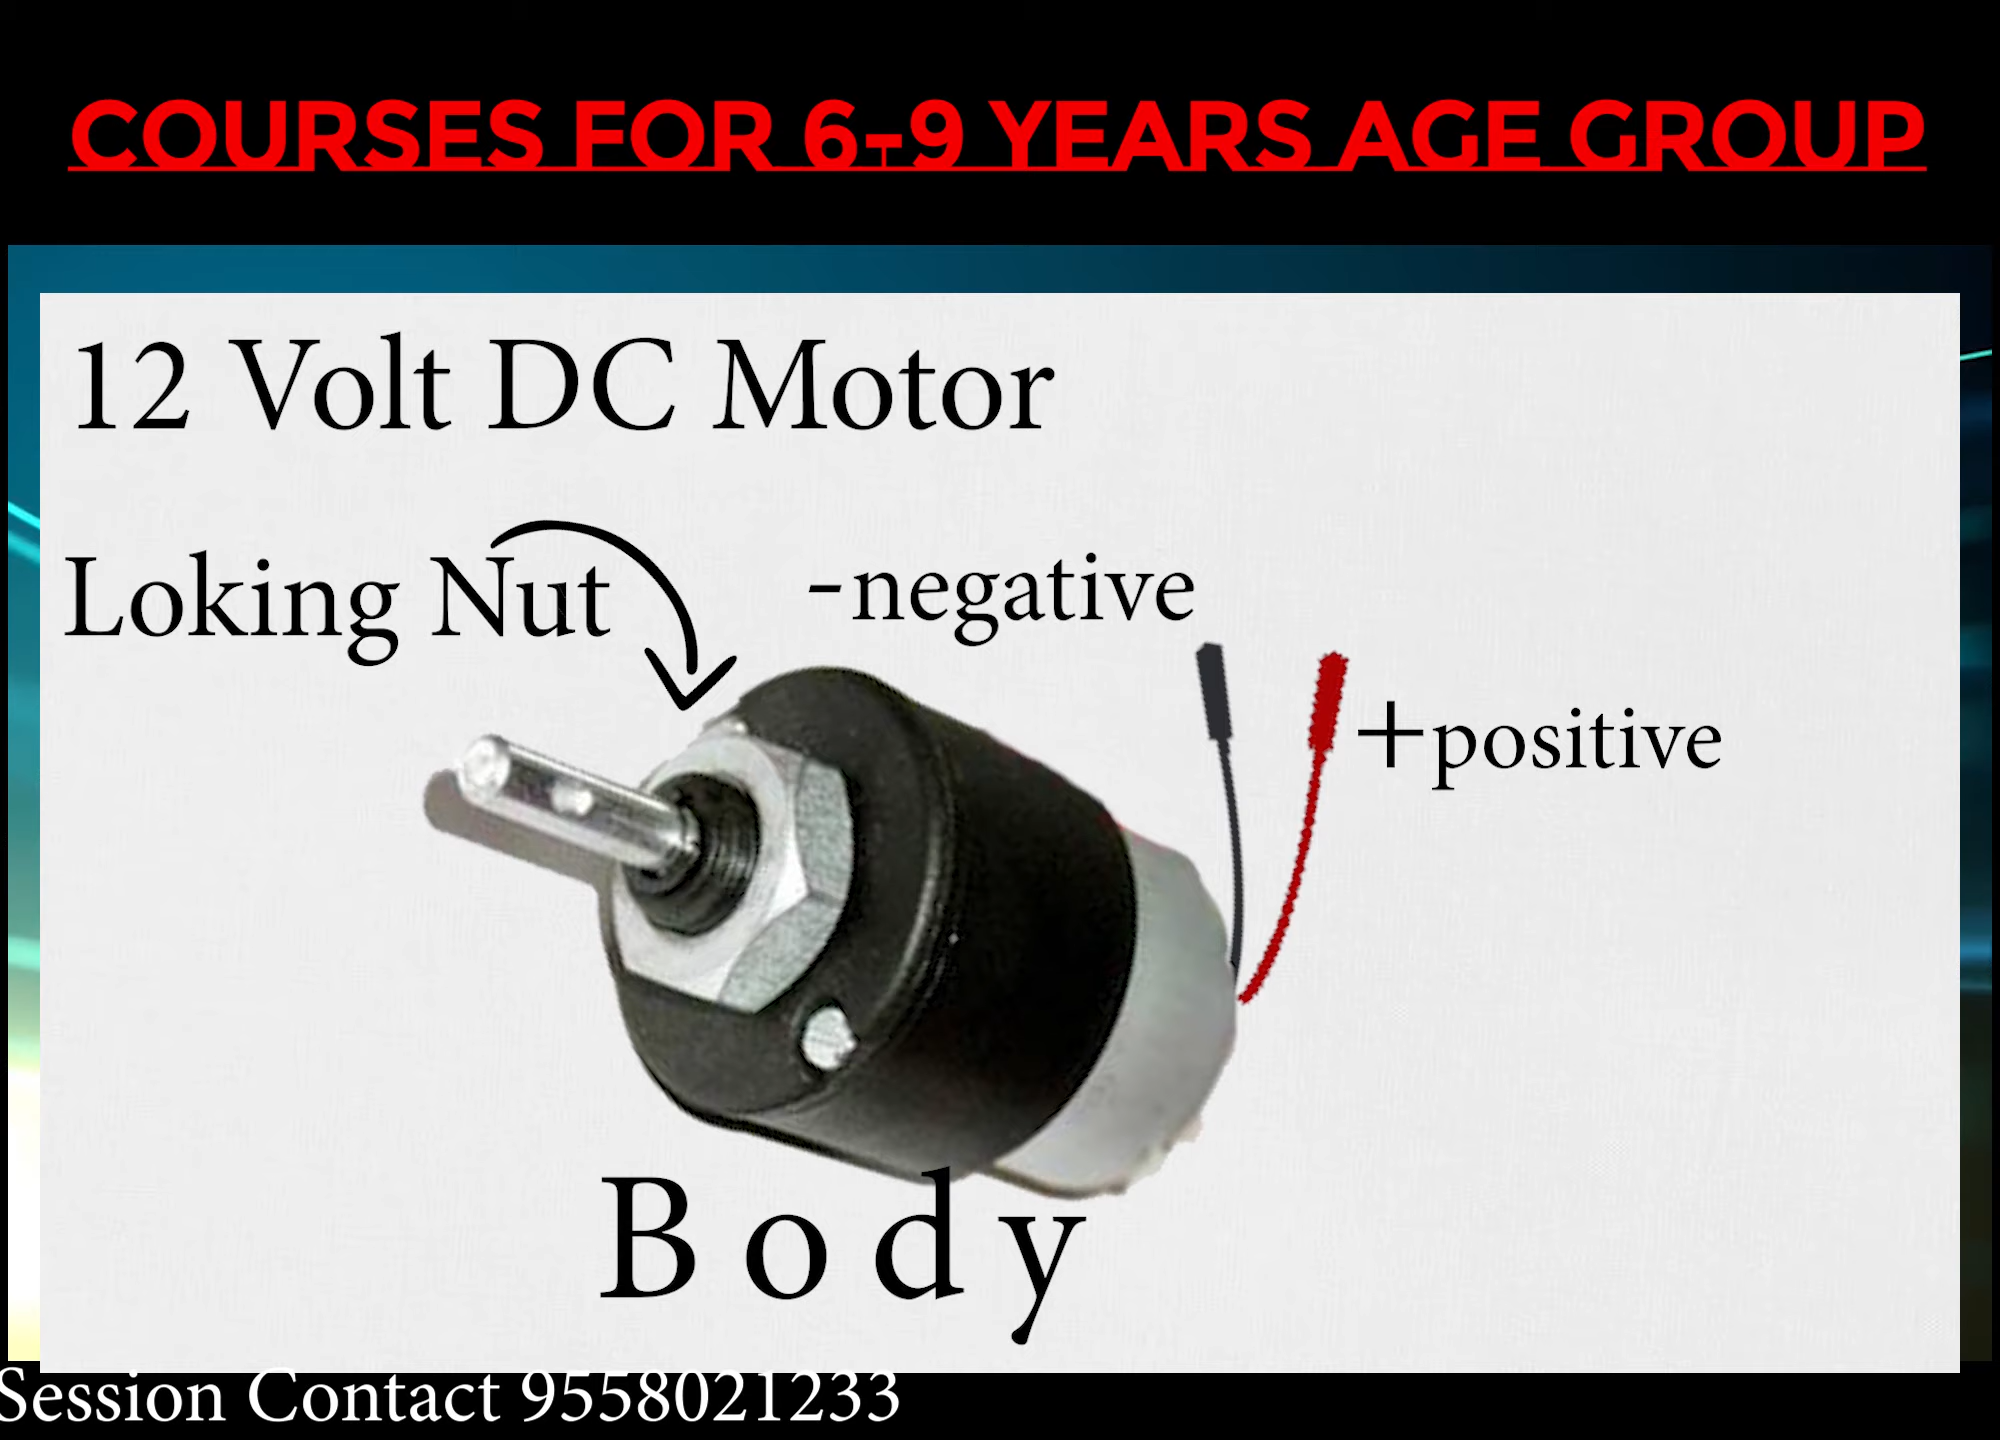 COURSES FOR 6-9 YEARS AGE GROUP
12 Volt DC Motor
Loking Nut
-negative
+positive
Body
Session Contact 9558021233